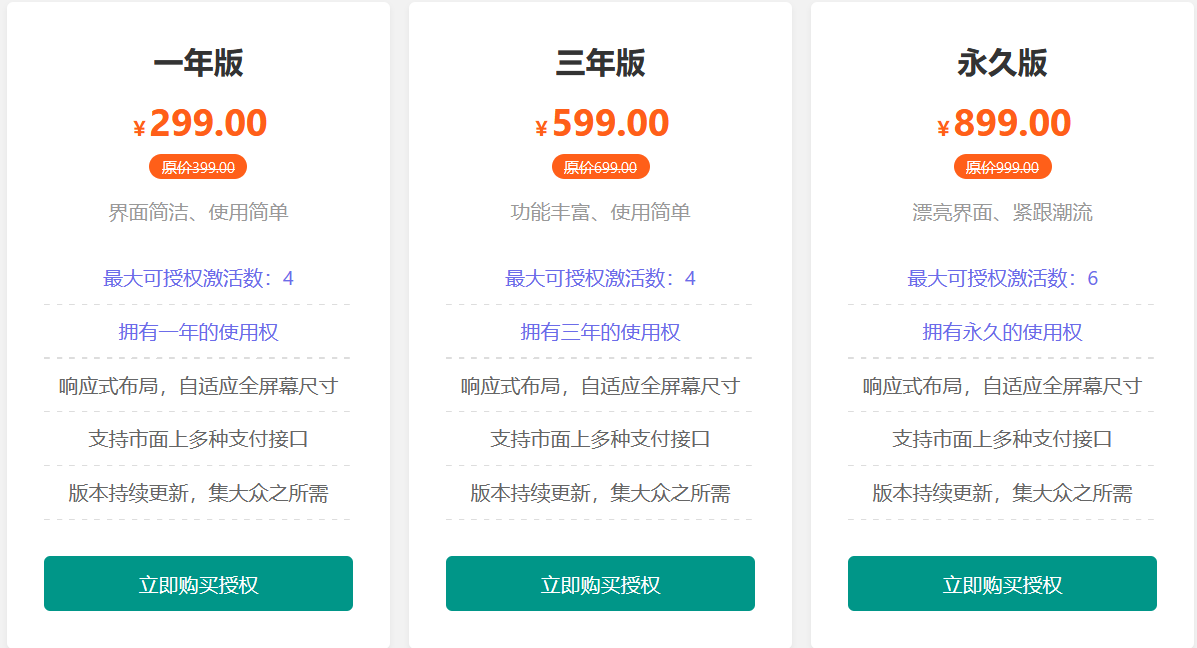 一年版
¥299.00
原价399.00
界面简洁、使用简单
最大可授权激活数：4
拥有一年的使用权
响应式布局，自适应全屏幕尺寸
支持市面上多种支付接口
版本持续更新，集大众之所需
立即购买授权
三年版
¥599.00
原价699.00
功能丰富、使用简单
最大可授权激活数：4
拥有三年的使用权
响应式布局，自适应全屏幕尺寸
支持市面上多种支付接口
版本持续更新，集大众之所需
立即购买授权
永久版
¥899.00
原价999.00
漂亮界面、紧跟潮流
最大可授权激活数：6
拥有永久的使用权
响应式布局，自适应全屏幕尺寸
支持市面上多种支付接口
版本持续更新，集大众之所需
立即购买授权